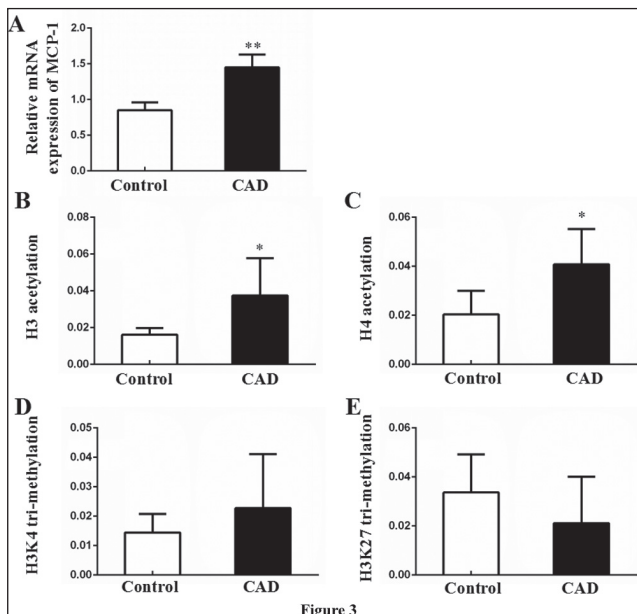 A
Relative mRNA
expression of MCP-1
2.0
1.5
1.0
0.5
0.0
**
Control CAD
B
H3 acetylation
0.08
0.06
0.04
0.02
0.00
*
Control CAD
C
H4 acetylation
0.06
0.04
0.02
0.00
*
Control CAD
D
H3K4 tri-methylation
0.05
0.04
0.03
0.02
0.01
0.00
Control CAD
E
H3K27 tri-methylation
0.06
0.04
0.02
0.00
Control CAD
Figure 3